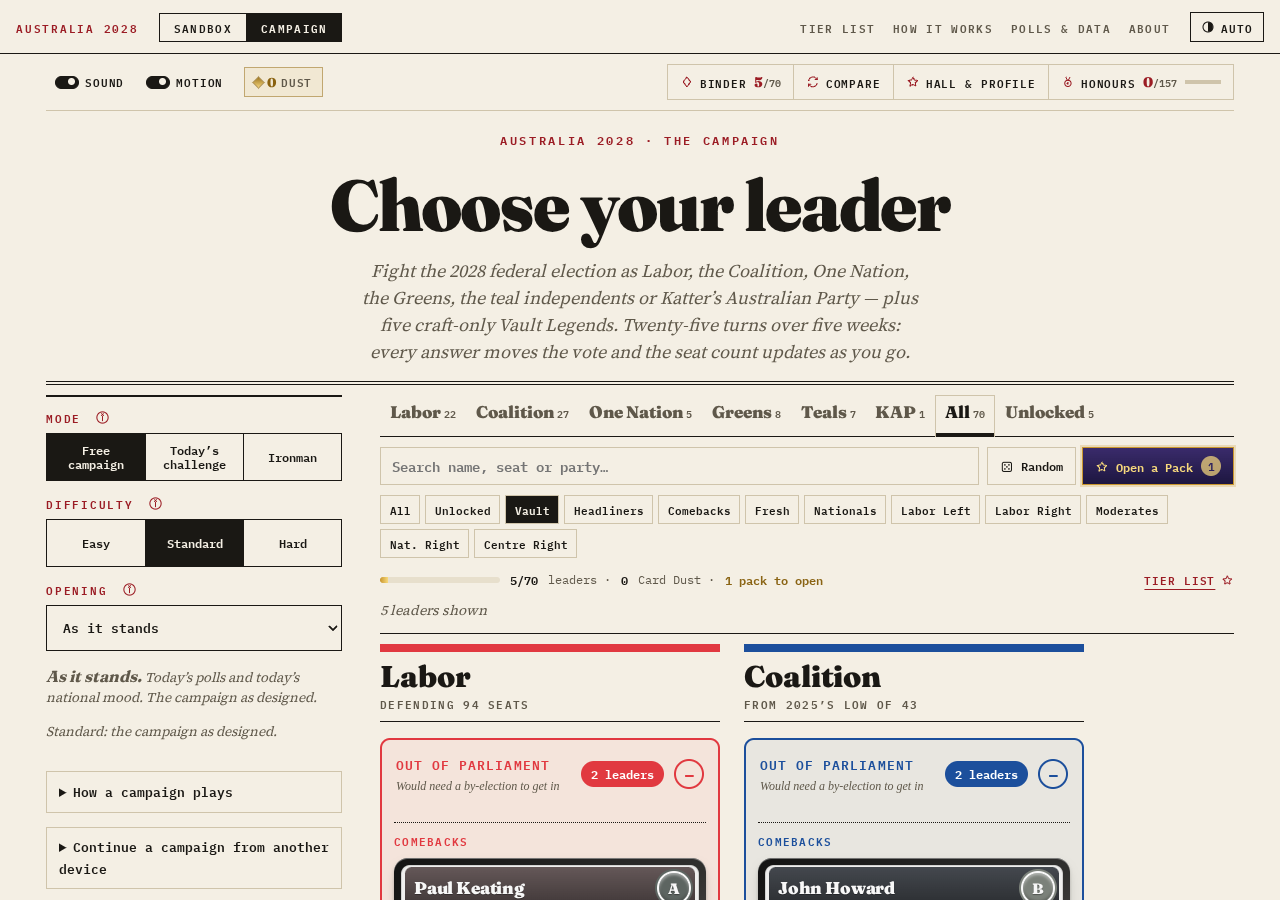 AUSTRALIA 2028
SANDBOX
CAMPAIGN
TIER LIST
HOW IT WORKS
POLLS & DATA
ABOUT
AUTO
SOUND
MOTION
0 DUST
BINDER 5/70
COMPARE
HALL & PROFILE
HONOURS 0/157
AUSTRALIA 2028 · THE CAMPAIGN
Choose your leader
Fight the 2028 federal election as Labor, the Coalition, One Nation,
the Greens, the teal independents or Katter’s Australian Party — plus
five craft-only Vault Legends. Twenty-five turns over five weeks:
every answer moves the vote and the seat count updates as you go.
MODE
Free
campaign
Today’s
challenge
Ironman
DIFFICULTY
Easy
Standard
Hard
OPENING
As it stands
As it stands. Today’s polls and today’s
national mood. The campaign as designed.
Standard: the campaign as designed.
How a campaign plays
Continue a campaign from another
device
Labor 22
Coalition 27
One Nation 5
Greens 8
Teals 7
KAP 1
All 70
Unlocked 5
Search name, seat or party…
Random
Open a Pack 1
All
Unlocked
Vault
Headliners
Comebacks
Fresh
Nationals
Labor Left
Labor Right
Moderates
Nat. Right
Centre Right
5/70 leaders · 0 Card Dust · 1 pack to open
TIER LIST
5 leaders shown
Labor
DEFENDING 94 SEATS
OUT OF PARLIAMENT
Would need a by-election to get in
2 leaders
–
COMEBACKS
Paul Keating
A
Coalition
FROM 2025’S LOW OF 43
OUT OF PARLIAMENT
Would need a by-election to get in
2 leaders
–
COMEBACKS
John Howard
B